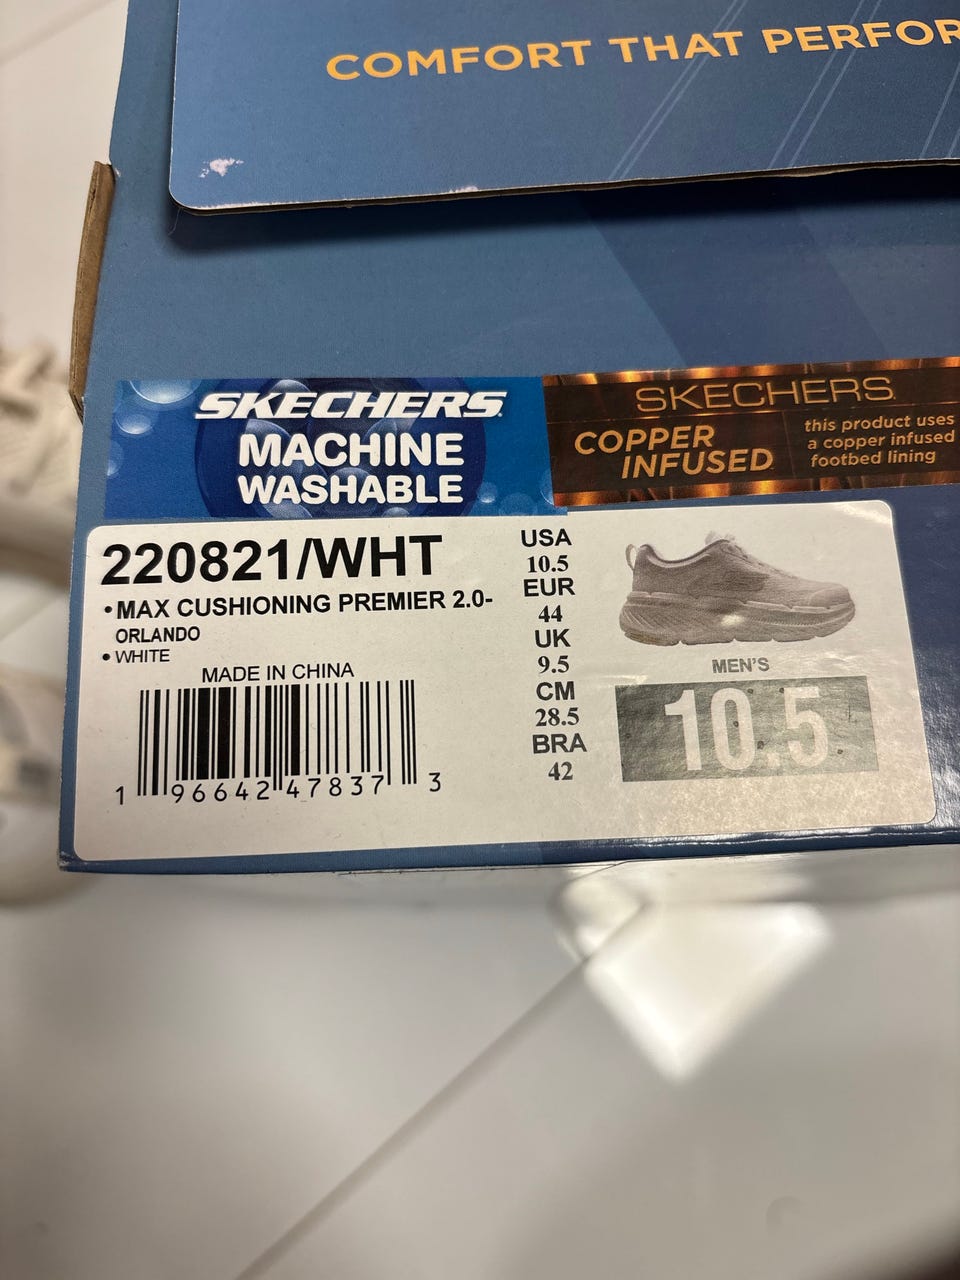 COMFORT THAT PERFOR
SKECHERS
MACHINE
WASHABLE
SKECHERS
COPPER
INFUSED
this product uses
a copper infused
footbed lining
220821/WHT
•MAX CUSHIONING PREMIER 2.0-
ORLANDO
• WHITE
MADE IN CHINA
1 96642 47837 3
USA
10.5
EUR
44
UK
9.5
CM
28.5
BRA
42
MEN'S
10.5